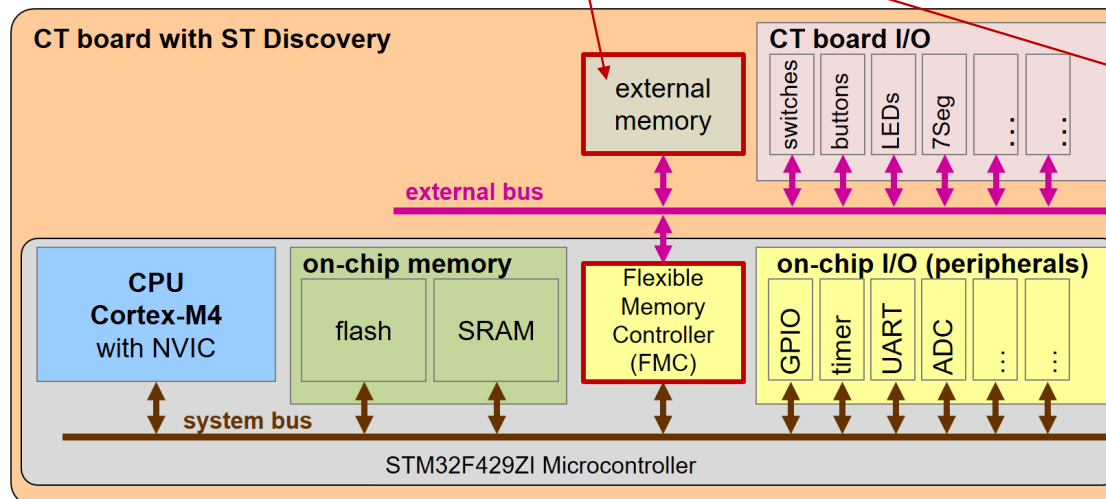 CT board with ST Discovery
external
memory
CT board I/O
switches
buttons
LEDs
7Seg
...
...
external bus
CPU
Cortex-M4
with NVIC
on-chip memory
flash
SRAM
Flexible
Memory
Controller
(FMC)
on-chip I/O (peripherals)
GPIO
timer
UART
ADC
...
...
system bus
STM32F429ZI Microcontroller